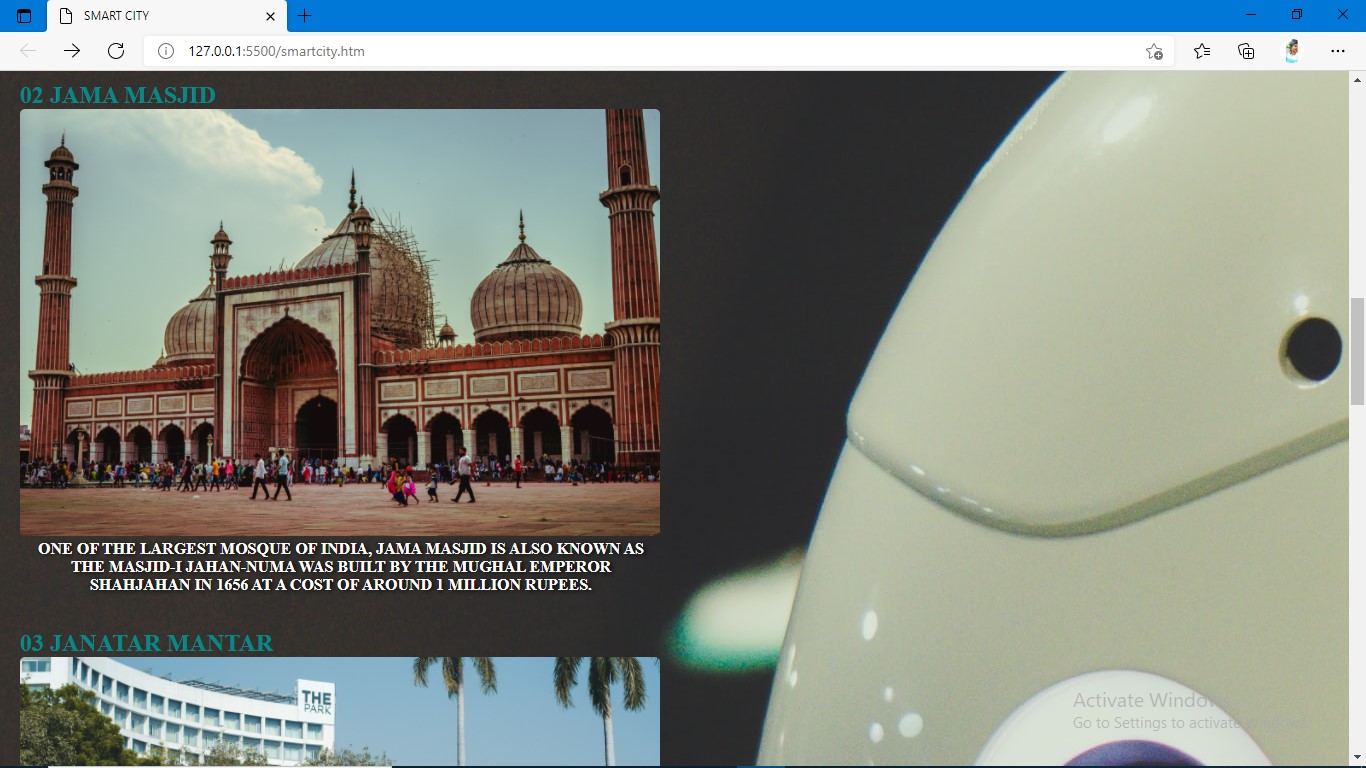 SMART CITY
127.0.0.1:5500/smartcity.htm
02 JAMA MASJID
ONE OF THE LARGEST MOSQUE OF INDIA, JAMA MASJID IS ALSO KNOWN AS
THE MASJID-I JAHAN-NUMA WAS BUILT BY THE MUGHAL EMPEROR
SHAHJAHAN IN 1656 AT A COST OF AROUND 1 MILLION RUPEES.
03 JANATAR MANTAR
THE
PARK
Activate Windows
Go to Settings to activate Windows.